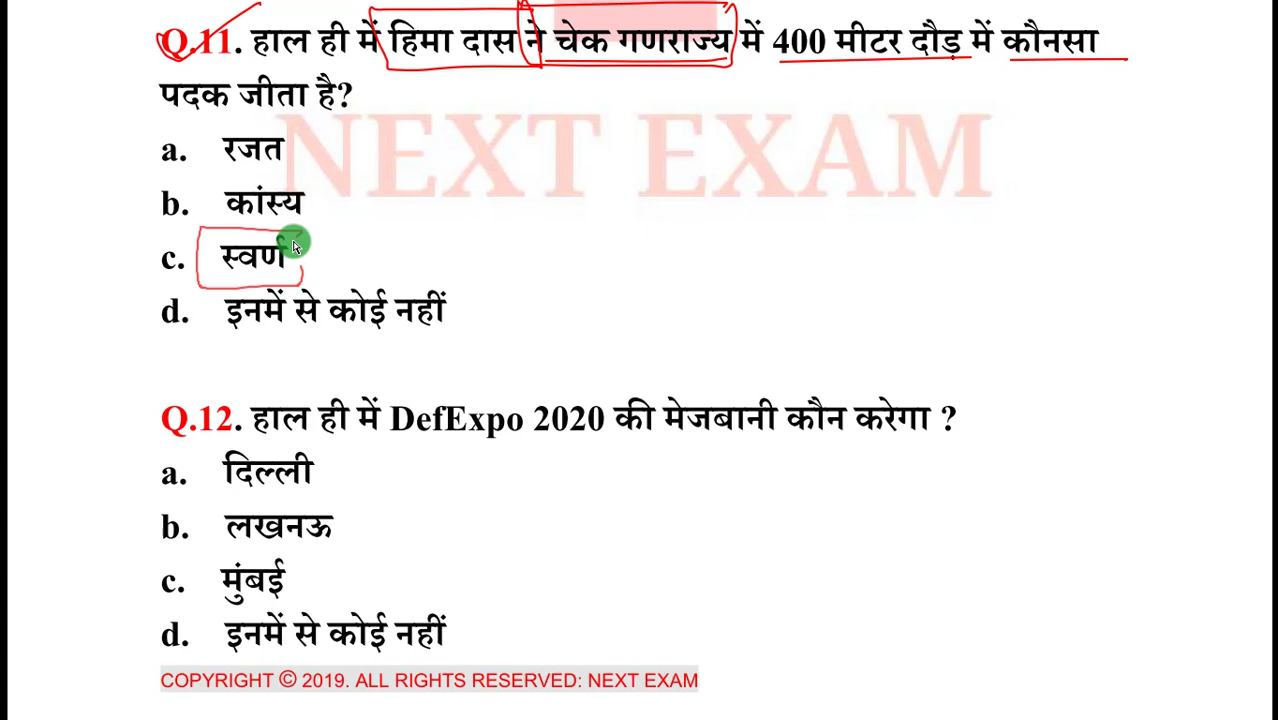 Q.11. हाल ही में हिमा दास ने चेक गणराज्य में 400 मीटर दौड़ में कौनसा
पदक जीता है?
NEXT EXAM
a. रजत
b. कांस्य
c. स्वर्ण
d. इनमें से कोई नहीं
Q.12. हाल ही में DefExpo 2020 की मेजबानी कौन करेगा ?
a. दिल्ली
b. लखनऊ
c. मुंबई
d. इनमें से कोई नहीं
COPYRIGHT © 2019. ALL RIGHTS RESERVED: NEXT EXAM